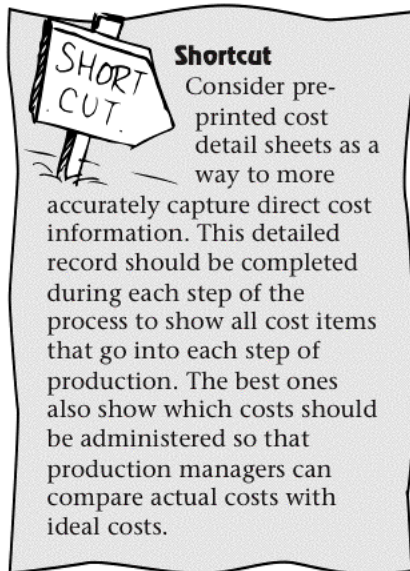 SHORT
CUT.
Shortcut
Consider pre-
printed cost
detail sheets as a
way to more
accurately capture direct cost
information. This detailed
record should be completed
during each step of the
process to show all cost items
that go into each step of
production. The best ones
also show which costs should
be administered so that
production managers can
compare actual costs with
ideal costs.